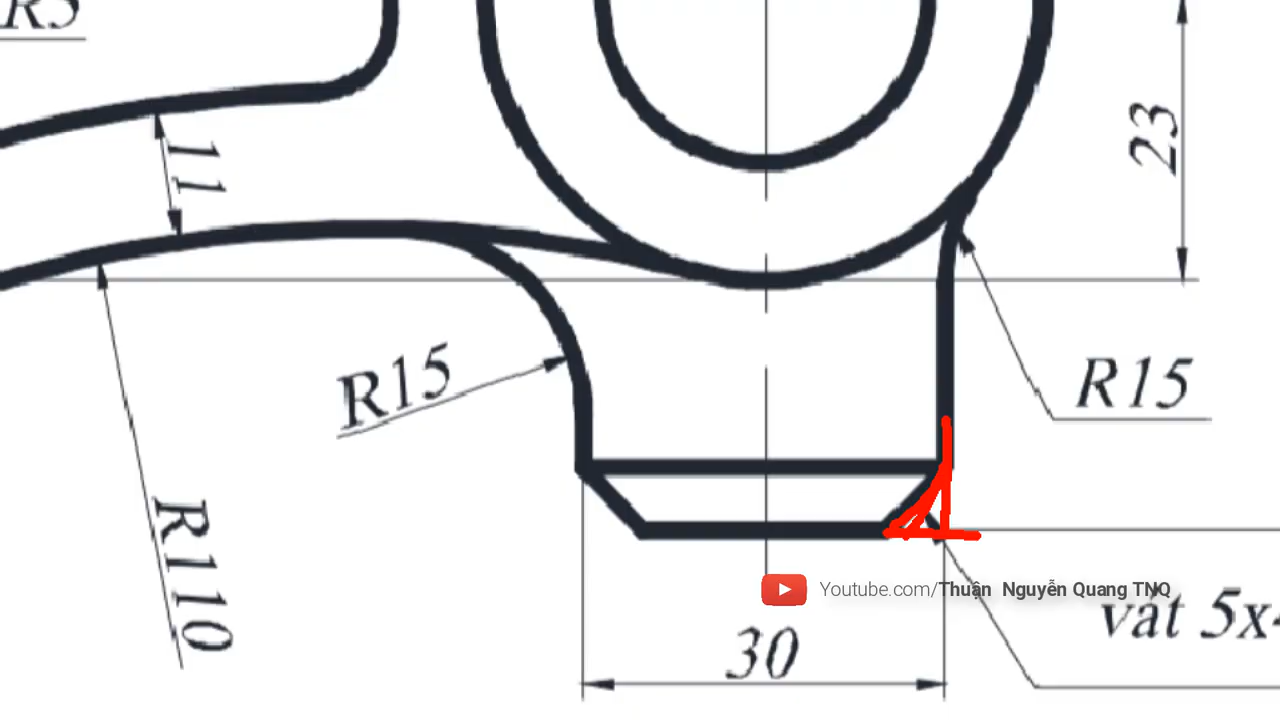 R5
11
23
R15
R15
R110
Youtube.com/Thuận Nguyễn Quang TNQ
vát 5x
30